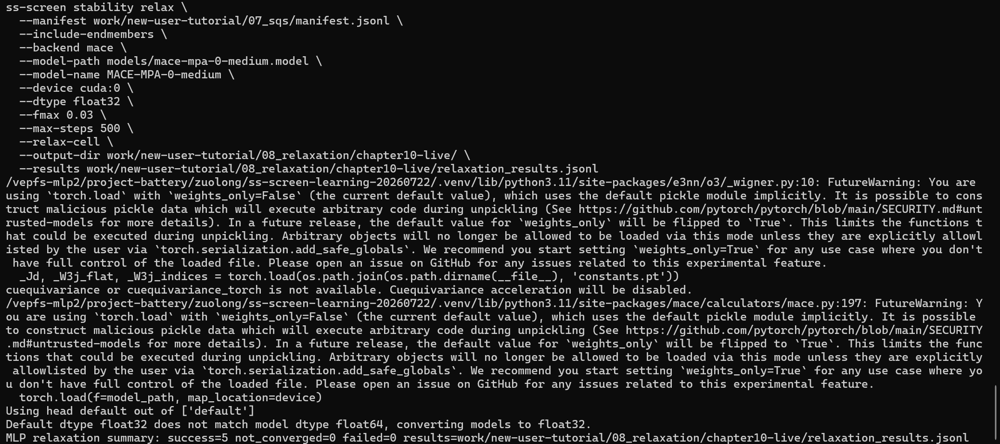 ss-screen stability relax \
  --manifest work/new-user-tutorial/07_sqs/manifest.jsonl \
  --include-endmembers \
  --backend mace \
  --model-path models/mace-mpa-0-medium.model \
  --model-name MACE-MPA-0-medium \
  --device cuda:0 \
  --dtype float32 \
  --fmax 0.03 \
  --max-steps 500 \
  --relax-cell \
  --output-dir work/new-user-tutorial/08_relaxation/chapter10-live/ \
  --results work/new-user-tutorial/08_relaxation/chapter10-live/relaxation_results.jsonl
/vepfs-mlp2/project-battery/zuolong/ss-screen-learning-20260722/.venv/lib/python3.11/site-packages/e3nn/o3/_wigner.py:10: FutureWarning: You are
using `torch.load` with `weights_only=False` (the current default value), which uses the default pickle module implicitly. It is possible to cons
truct malicious pickle data which will execute arbitrary code during unpickling (See https://github.com/pytorch/pytorch/blob/main/SECURITY.md#unt
rusted-models for more details). In a future release, the default value for `weights_only` will be flipped to `True`. This limits the functions t
hat could be executed during unpickling. Arbitrary objects will no longer be allowed to be loaded via this mode unless they are explicitly allowl
isted by the user via `torch.serialization.add_safe_globals`. We recommend you start setting `weights_only=True` for any use case where you don't
 have full control of the loaded file. Please open an issue on GitHub for any issues related to this experimental feature.
  _Jd, _W3j_flat, _W3j_indices = torch.load(os.path.join(os.path.dirname(__file__), 'constants.pt'))
cuequivariance or cuequivariance_torch is not available. Cuequivariance acceleration will be disabled.
/vepfs-mlp2/project-battery/zuolong/ss-screen-learning-20260722/.venv/lib/python3.11/site-packages/mace/calculators/mace.py:197: FutureWarning: Y
ou are using `torch.load` with `weights_only=False` (the current default value), which uses the default pickle module implicitly. It is possible
to construct malicious pickle data which will execute arbitrary code during unpickling (See https://github.com/pytorch/pytorch/blob/main/SECURITY
.md#untrusted-models for more details). In a future release, the default value for `weights_only` will be flipped to `True`. This limits the func
tions that could be executed during unpickling. Arbitrary objects will no longer be allowed to be loaded via this mode unless they are explicitly
 allowlisted by the user via `torch.serialization.add_safe_globals`. We recommend you start setting `weights_only=True` for any use case where yo
u don't have full control of the loaded file. Please open an issue on GitHub for any issues related to this experimental feature.
  torch.load(f=model_path, map_location=device)
Using head default out of ['default']
Default dtype float32 does not match model dtype float64, converting models to float32.
MLP relaxation summary: success=5 not_converged=0 failed=0 results=work/new-user-tutorial/08_relaxation/chapter10-live/relaxation_results.jsonl